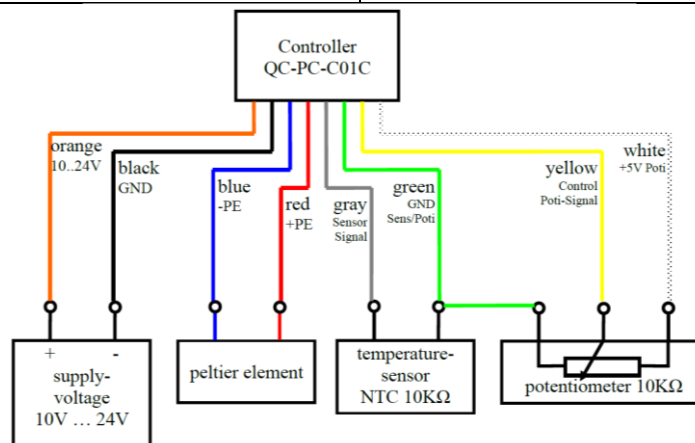 Controller
QC-PC-C01C
orange
10..24V
black
GND
blue
-PE
red
+PE
gray
Sensor
Signal
green
GND
Sens/Poti
yellow
Control
Poti-Signal
white
+5V Poti
+ -
supply-
voltage
10V … 24V
peltier element
temperature-
sensor
NTC 10KΩ
potentiometer 10KΩ